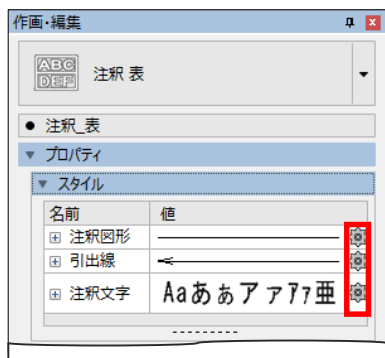 作画・編集
ABC
DEF
注釈 表
● 注釈_表
プロパティ
スタイル
名前 値
注釈図形
引出線
注釈文字 Aaあぁアァｱｧ亜